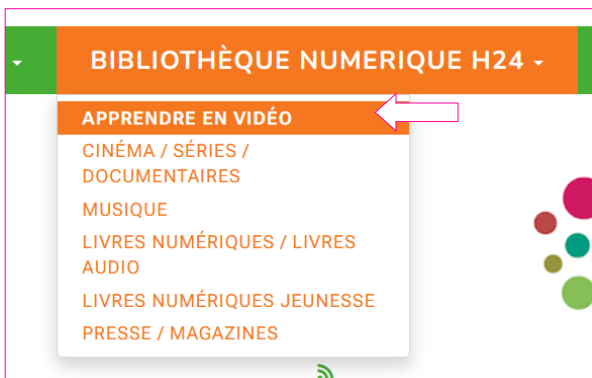 BIBLIOTHÈQUE NUMERIQUE H24
APPRENDRE EN VIDÉO
CINÉMA / SÉRIES /
DOCUMENTAIRES
MUSIQUE
LIVRES NUMÉRIQUES / LIVRES
AUDIO
LIVRES NUMÉRIQUES JEUNESSE
PRESSE / MAGAZINES